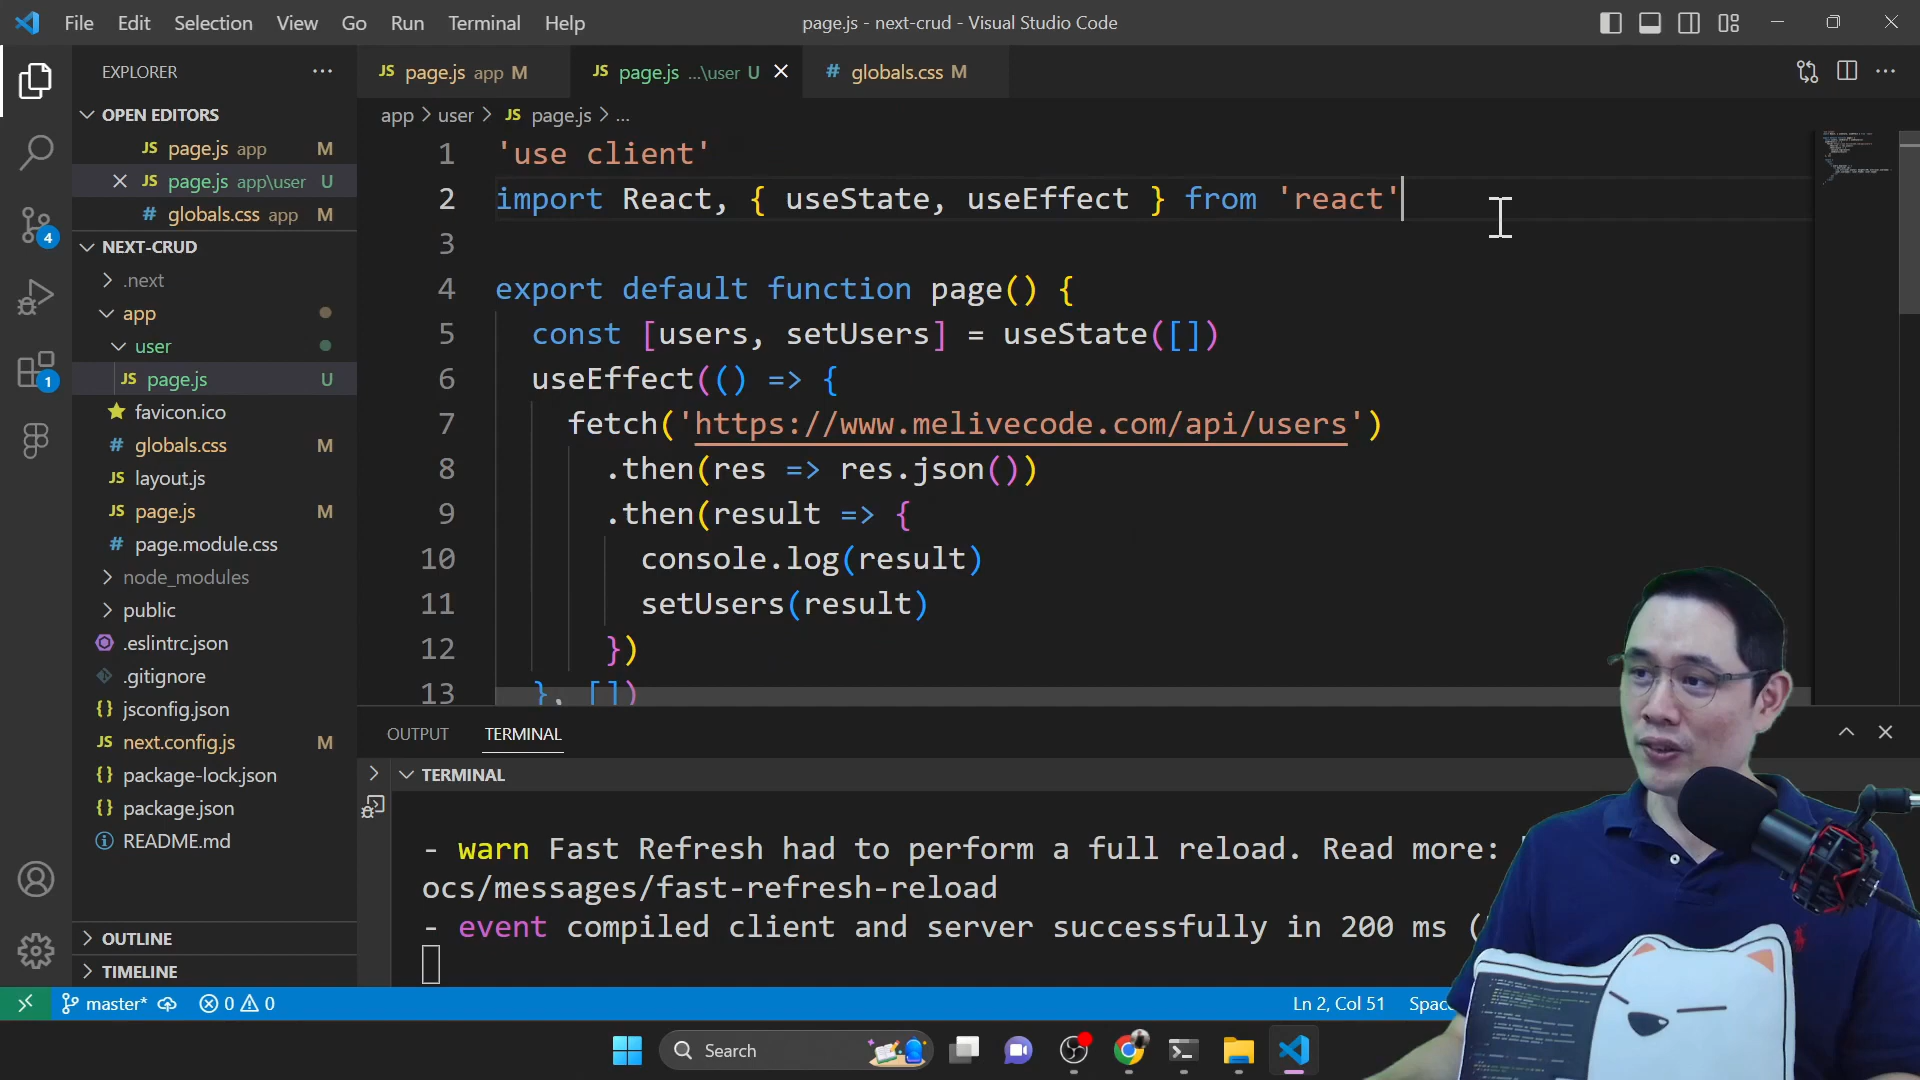 File Edit Selection View Go Run Terminal Help
page.js - next-crud - Visual Studio Code
EXPLORER
OPEN EDITORS
JS page.js app M
JS page.js app\user U
# globals.css app M
4
NEXT-CRUD
.next
app
user
JS page.js U
favicon.ico
# globals.css M
JS layout.js
JS page.js M
# page.module.css
node_modules
public
.eslintrc.json
.gitignore
{} jsconfig.json
JS next.config.js M
{} package-lock.json
{} package.json
README.md
1
OUTLINE
TIMELINE
JS page.js app M
JS page.js ...\user U
# globals.css M
app > user > JS page.js > ...
1 'use client'
2 import React, { useState, useEffect } from 'react'
3
4 export default function page() {
5 const [users, setUsers] = useState([])
6 useEffect(() => {
7 fetch('https://www.melivecode.com/api/users')
8 .then(res => res.json())
9 .then(result => {
10 console.log(result)
11 setUsers(result)
12 })
13 }, [])
OUTPUT TERMINAL
TERMINAL
- warn Fast Refresh had to perform a full reload. Read more:
ocs/messages/fast-refresh-reload
- event compiled client and server successfully in 200 ms (
master* 0 0
Ln 2, Col 51
Search